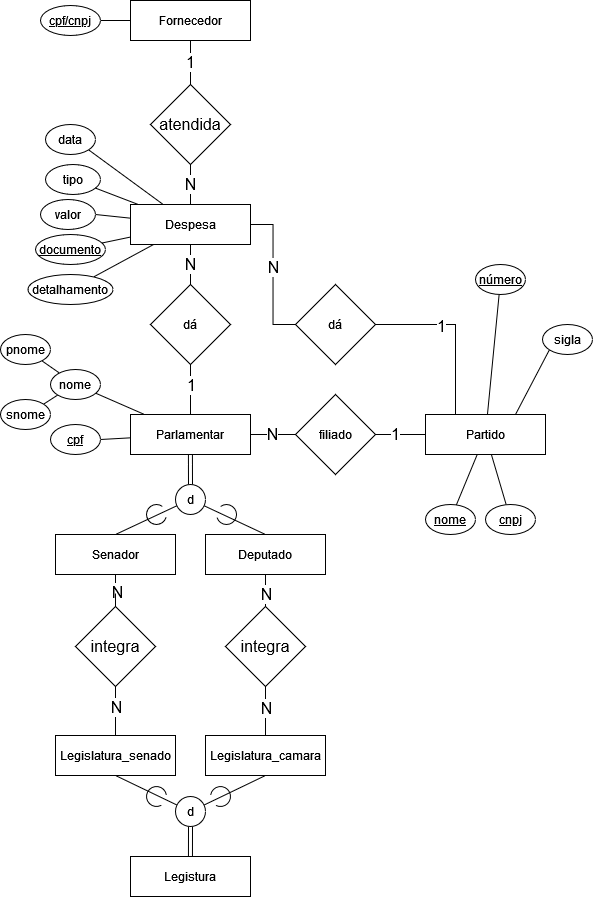 cpf/cnpj
Fornecedor
1
atendida
data
tipo
N
valor
Despesa
documento
N
N
número
detalhamento
dá
dá
1
sigla
pnome
nome
1
snome
cpf
Parlamentar
N
filiado
1
Partido
d
nome
cnpj
Senador
Deputado
N
N
integra
integra
N
N
Legislatura_senado
Legislatura_camara
d
Legistura